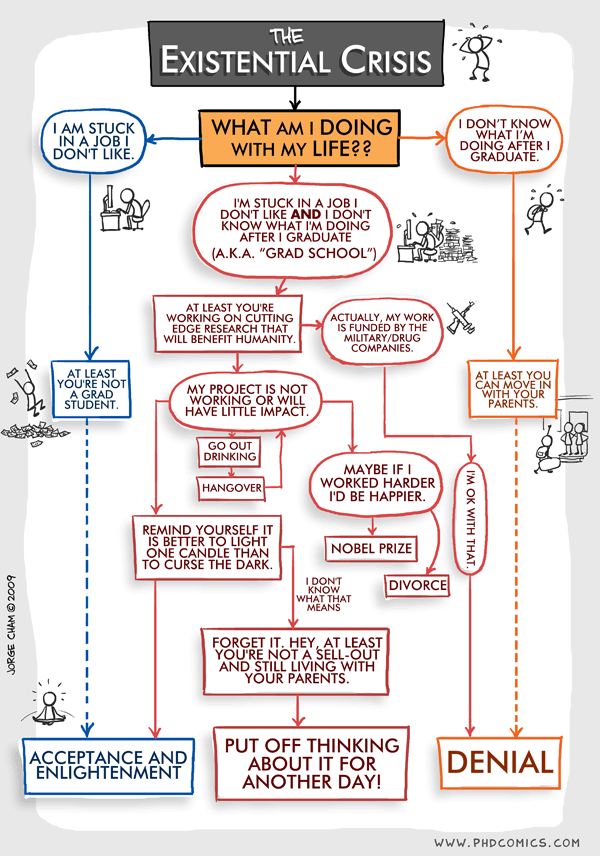 THE
EXISTENTIAL CRISIS
WHAT AM I DOING
WITH MY LIFE??
I AM STUCK
IN A JOB I
DON'T LIKE.
I DON'T KNOW
WHAT I'M
DOING AFTER I
GRADUATE.
I'M STUCK IN A JOB I
DON'T LIKE AND I DON'T
KNOW WHAT I'M DOING
AFTER I GRADUATE
(A.K.A. "GRAD SCHOOL")
AT LEAST YOU'RE
WORKING ON CUTTING
EDGE RESEARCH THAT
WILL BENEFIT HUMANITY.
ACTUALLY, MY WORK
IS FUNDED BY THE
MILITARY/DRUG
COMPANIES.
AT LEAST
YOU'RE NOT
A GRAD
STUDENT.
MY PROJECT IS NOT
WORKING OR WILL
HAVE LITTLE IMPACT.
AT LEAST YOU
CAN MOVE IN
WITH YOUR
PARENTS.
GO OUT
DRINKING
HANGOVER
MAYBE IF I
WORKED HARDER
I'D BE HAPPIER.
I'M OK WITH THAT.
REMIND YOURSELF IT
IS BETTER TO LIGHT
ONE CANDLE THAN
TO CURSE THE DARK.
NOBEL PRIZE
DIVORCE
I DON'T
KNOW
WHAT THAT
MEANS
FORGET IT. HEY, AT LEAST
YOU'RE NOT A SELL-OUT
AND STILL LIVING WITH
YOUR PARENTS.
JORGE CHAM © 2009
ACCEPTANCE AND
ENLIGHTENMENT
PUT OFF THINKING
ABOUT IT FOR
ANOTHER DAY!
DENIAL
WWW.PHDCOMICS.COM